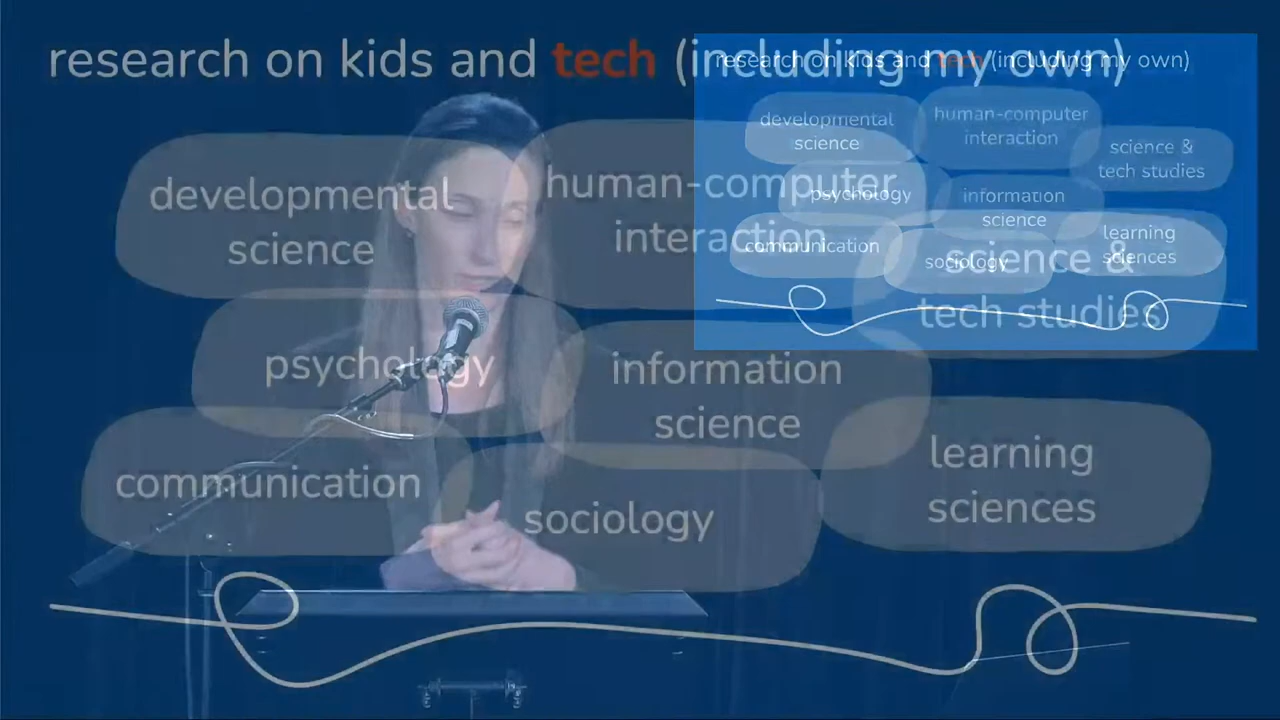 research on kids and tech (including my own)
developmental
science
human-computer
interaction
science &
tech studies
psychology
information
science
communication
sociology
learning
sciences
research on kids and tech (including my own)
developmental
science
human-computer
interaction
science &
tech studies
psychology
information
science
communication
sociology
learning
sciences